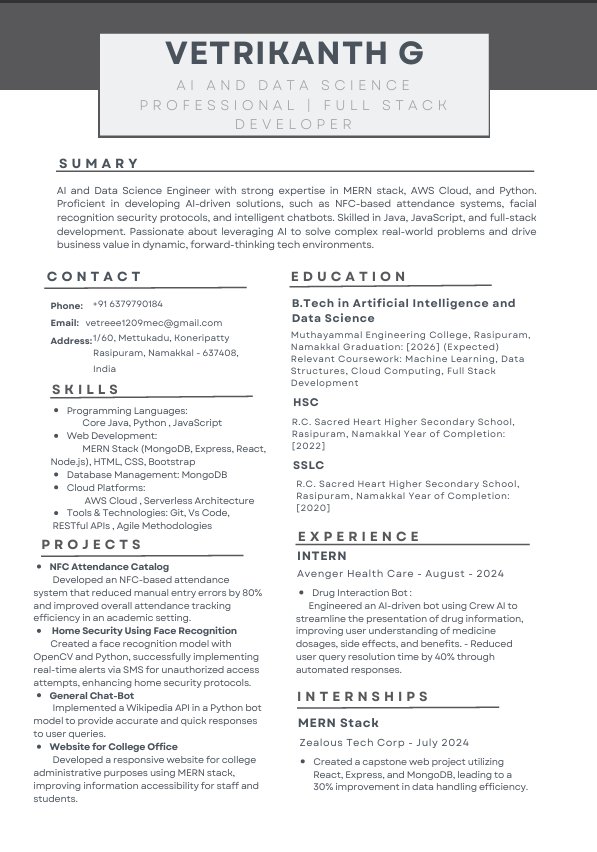 VETRIKANTH G
AI AND DATA SCIENCE
PROFESSIONAL | FULL STACK
DEVELOPER
SUMARY
AI and Data Science Engineer with strong expertise in MERN stack, AWS Cloud, and Python.
Proficient in developing AI-driven solutions, such as NFC-based attendance systems, facial
recognition security protocols, and intelligent chatbots. Skilled in Java, JavaScript, and full-stack
development. Passionate about leveraging AI to solve complex real-world problems and drive
business value in dynamic, forward-thinking tech environments.
CONTACT
Phone: +91 6379790184
Email: vetreee1209mec@gmail.com
Address: 1/60, Mettukadu, Koneripatty
Rasipuram, Namakkal - 637408,
India
SKILLS
• Programming Languages:
Core Java, Python , JavaScript
• Web Development:
MERN Stack (MongoDB, Express, React,
Node.js), HTML, CSS, Bootstrap
• Database Management: MongoDB
• Cloud Platforms:
AWS Cloud , Serverless Architecture
• Tools & Technologies: Git, Vs Code,
RESTful APIs , Agile Methodologies
PROJECTS
• NFC Attendance Catalog
Developed an NFC-based attendance
system that reduced manual entry errors by 80%
and improved overall attendance tracking
efficiency in an academic setting.
• Home Security Using Face Recognition
Created a face recognition model with
OpenCV and Python, successfully implementing
real-time alerts via SMS for unauthorized access
attempts, enhancing home security protocols.
• General Chat-Bot
Implemented a Wikipedia API in a Python bot
model to provide accurate and quick responses
to user queries.
• Website for College Office
Developed a responsive website for college
administrative purposes using MERN stack,
improving information accessibility for staff and
students.
EDUCATION
B.Tech in Artificial Intelligence and
Data Science
Muthayammal Engineering College, Rasipuram,
Namakkal Graduation: [2026] (Expected)
Relevant Coursework: Machine Learning, Data
Structures, Cloud Computing, Full Stack
Development
HSC
R.C. Sacred Heart Higher Secondary School,
Rasipuram, Namakkal Year of Completion:
[2022]
SSLC
R.C. Sacred Heart Higher Secondary School,
Rasipuram, Namakkal Year of Completion:
[2020]
EXPERIENCE
INTERN
Avenger Health Care - August - 2024
• Drug Interaction Bot :
Engineered an AI-driven bot using Crew AI to
streamline the presentation of drug information,
improving user understanding of medicine
dosages, side effects, and benefits. - Reduced
user query resolution time by 40% through
automated responses.
INTERNSHIPS
MERN Stack
Zealous Tech Corp - July 2024
• Created a capstone web project utilizing
React, Express, and MongoDB, leading to a
30% improvement in data handling efficiency.